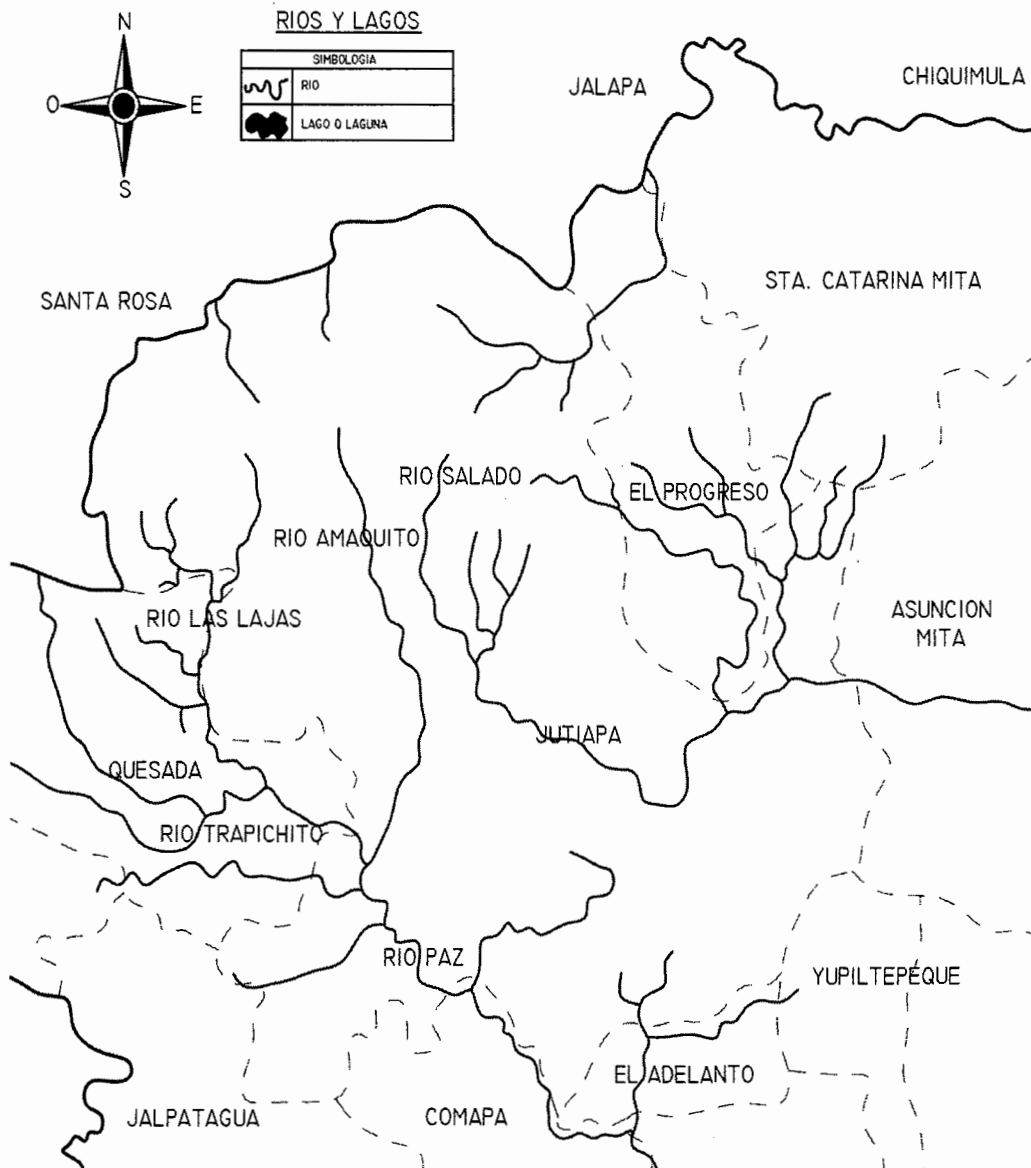 RIOS Y LAGOS
SIMBOLOGIA
RIO
LAGO O LAGUNA
N
O
E
S
JALAPA
CHIQUIMULA
SANTA ROSA
STA. CATARINA MITA
RIO SALADO
EL PROGRESO
RIO AMAQUITO
RIO LAS LAJAS
ASUNCION
MITA
JUTIAPA
QUESADA
RIO TRAPICHITO
RIO PAZ
YUPILTEPEQUE
EL ADELANTO
JALPATAGUA
COMAPA